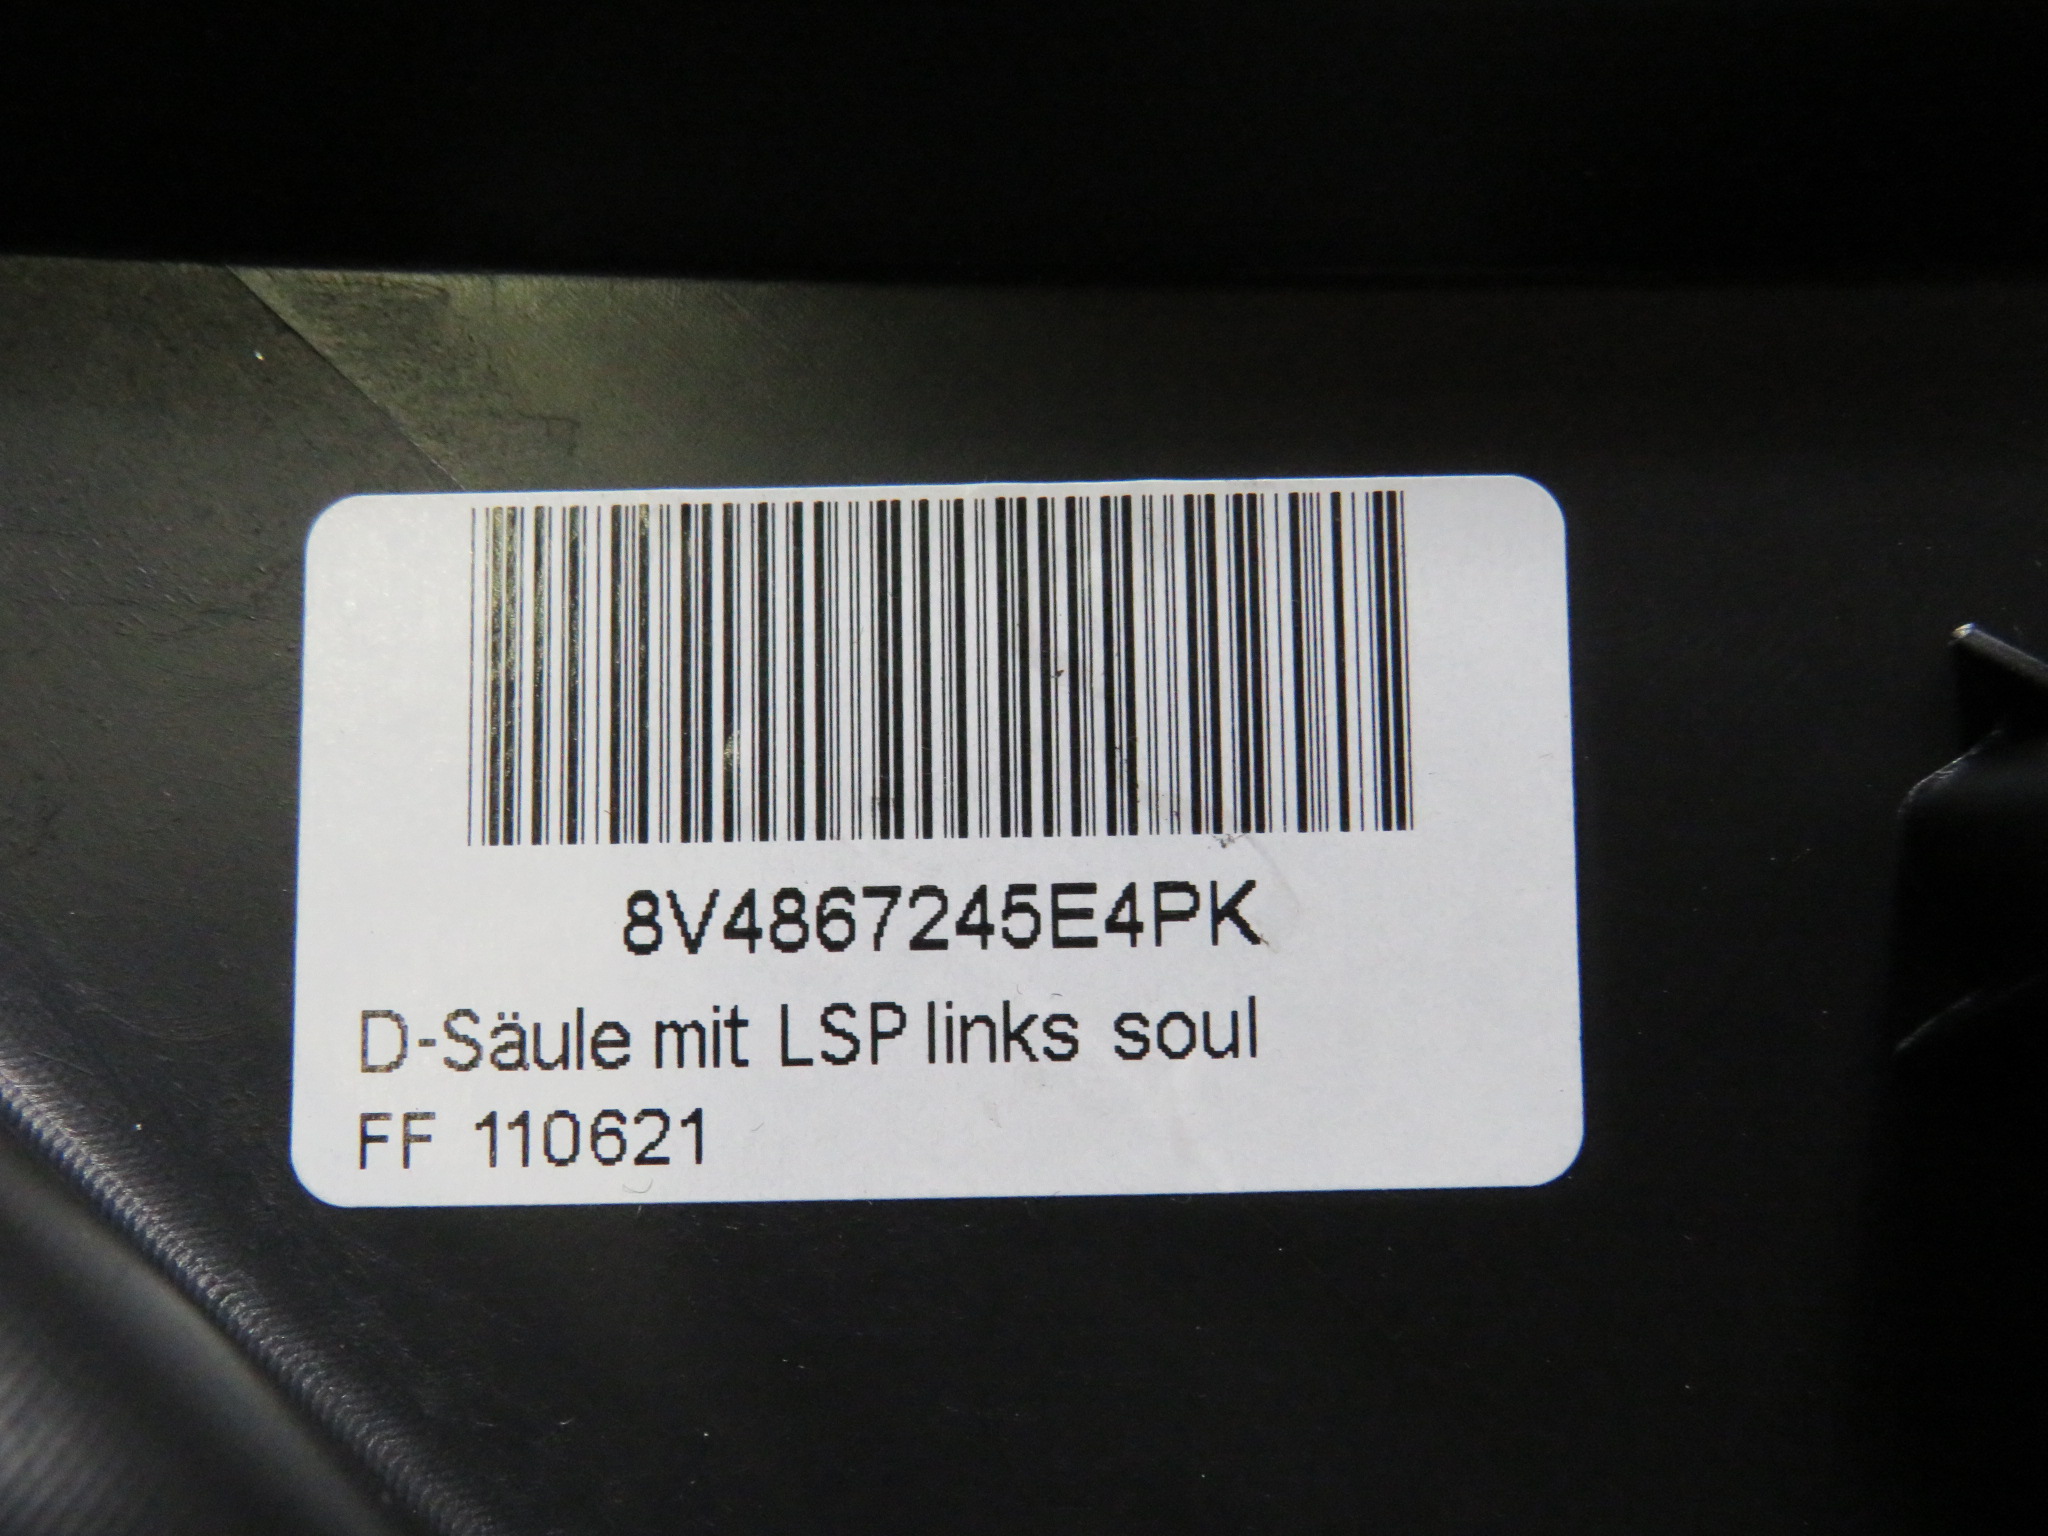 8V4867245E4PK
D-Säule mit LSP links soul
FF 110621